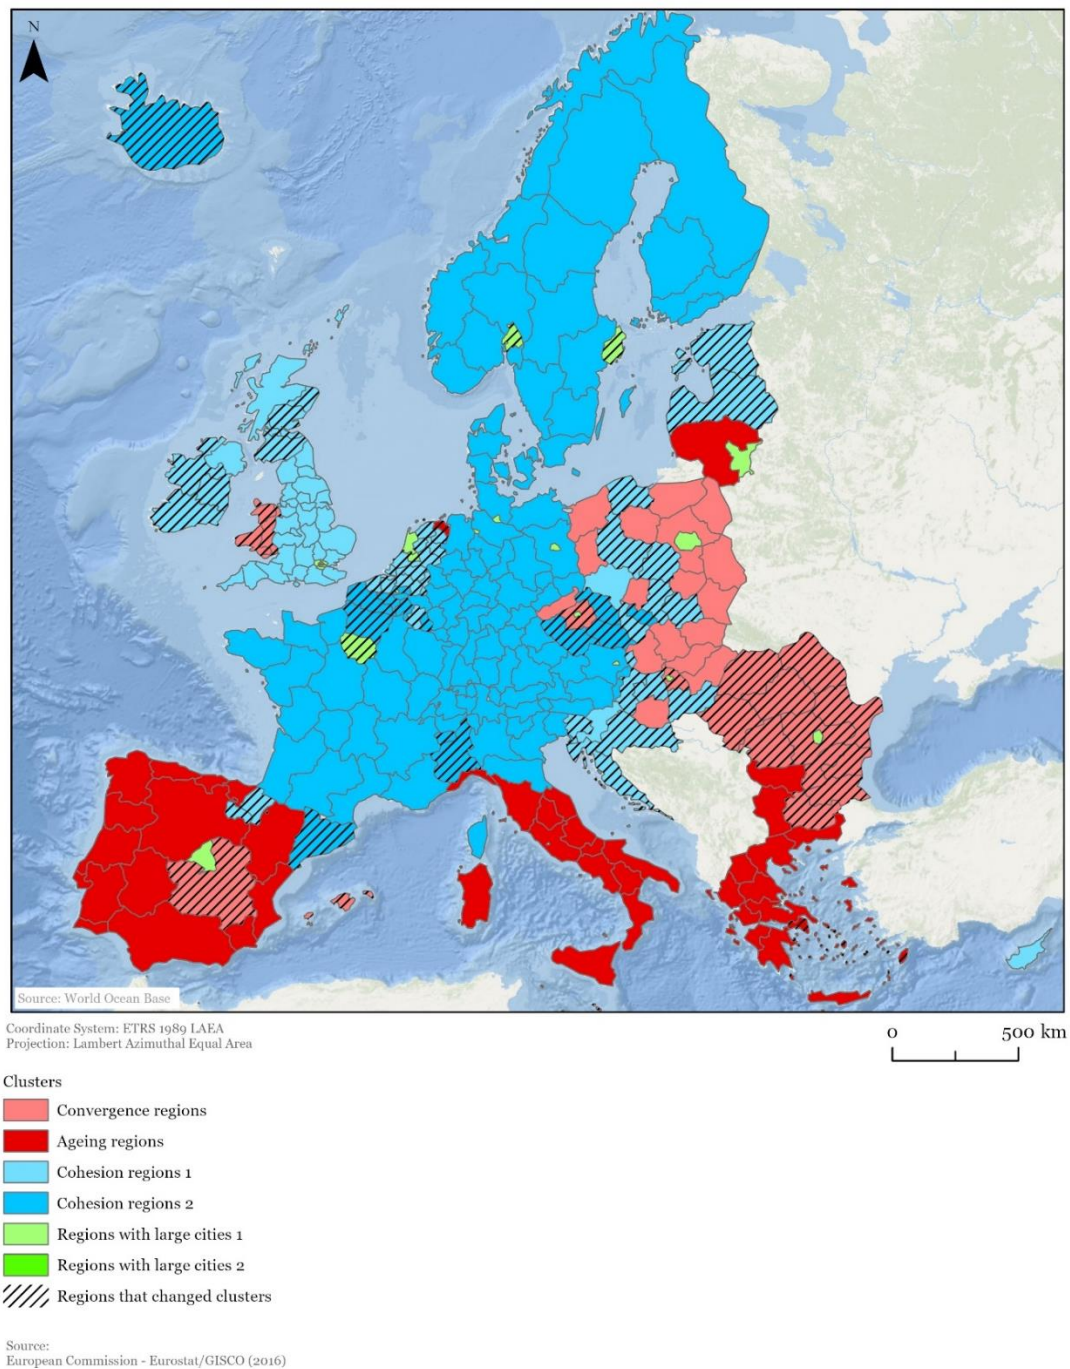 N
Source: World Ocean Base
Coordinate System: ETRS 1989 LAEA
Projection: Lambert Azimuthal Equal Area
0 500 km
Clusters
Convergence regions
Ageing regions
Cohesion regions 1
Cohesion regions 2
Regions with large cities 1
Regions with large cities 2
Regions that changed clusters
Source:
European Commission - Eurostat/GISCO (2016)